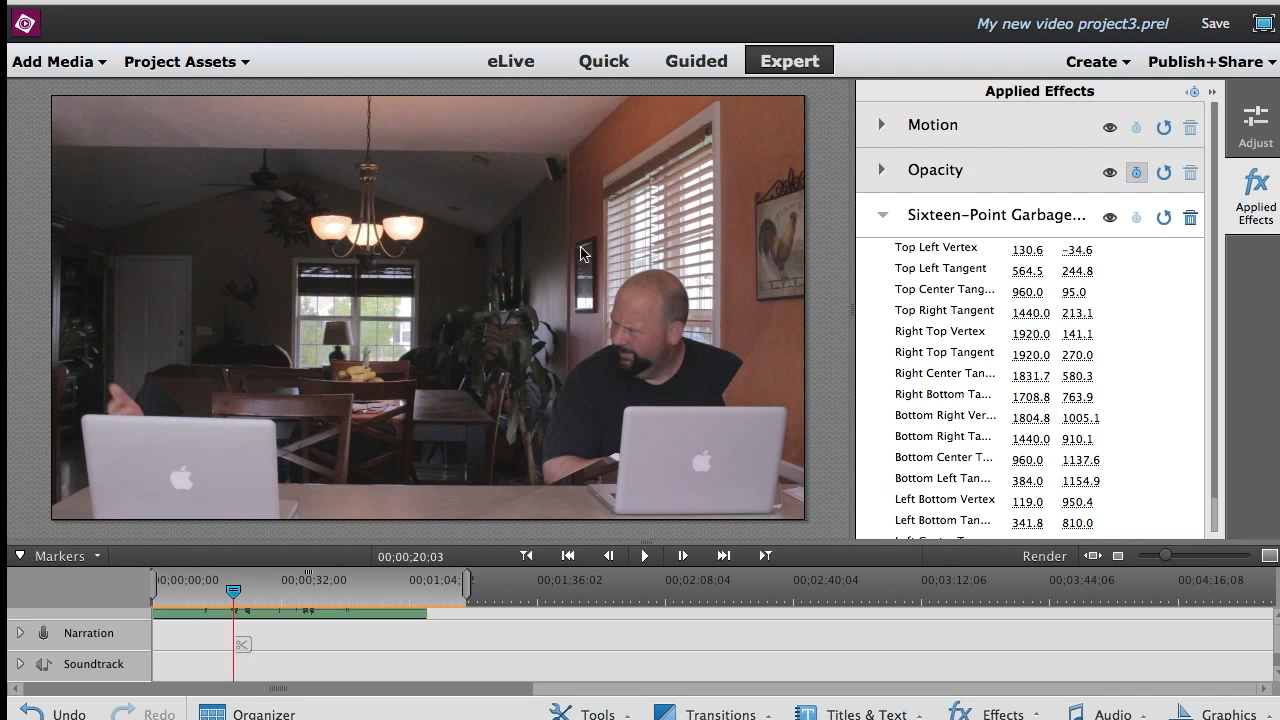 My new video project3.prel Save
Add Media Project Assets eLive Quick Guided Expert Create Publish+Share
Applied Effects
Motion
Opacity
Sixteen-Point Garbage...
Top Left Vertex 130.6 -34.6
Top Left Tangent 564.5 244.8
Top Center Tang... 960.0 95.0
Top Right Tangent 1440.0 213.1
Right Top Vertex 1920.0 141.1
Right Top Tangent 1920.0 270.0
Right Center Tan... 1831.7 580.3
Right Bottom Ta... 1708.8 763.9
Bottom Right Ver... 1804.8 1005.1
Bottom Right Ta... 1440.0 910.1
Bottom Center T... 960.0 1137.6
Bottom Left Tan... 384.0 1154.9
Left Bottom Vertex 119.0 950.4
Left Bottom Tan... 341.8 810.0
Adjust
fx
Applied
Effects
Markers 00;00;20;03 Render
00;00;32;00 00;01;04; 00;01;36;02 00;02;08;04 00;02;40;04 00;03;12;06 00;03;44;06 00;04;16;08
Narration
Soundtrack
Undo Redo Organizer Tools Transitions Titles & Text fx Effects Audio Graphics